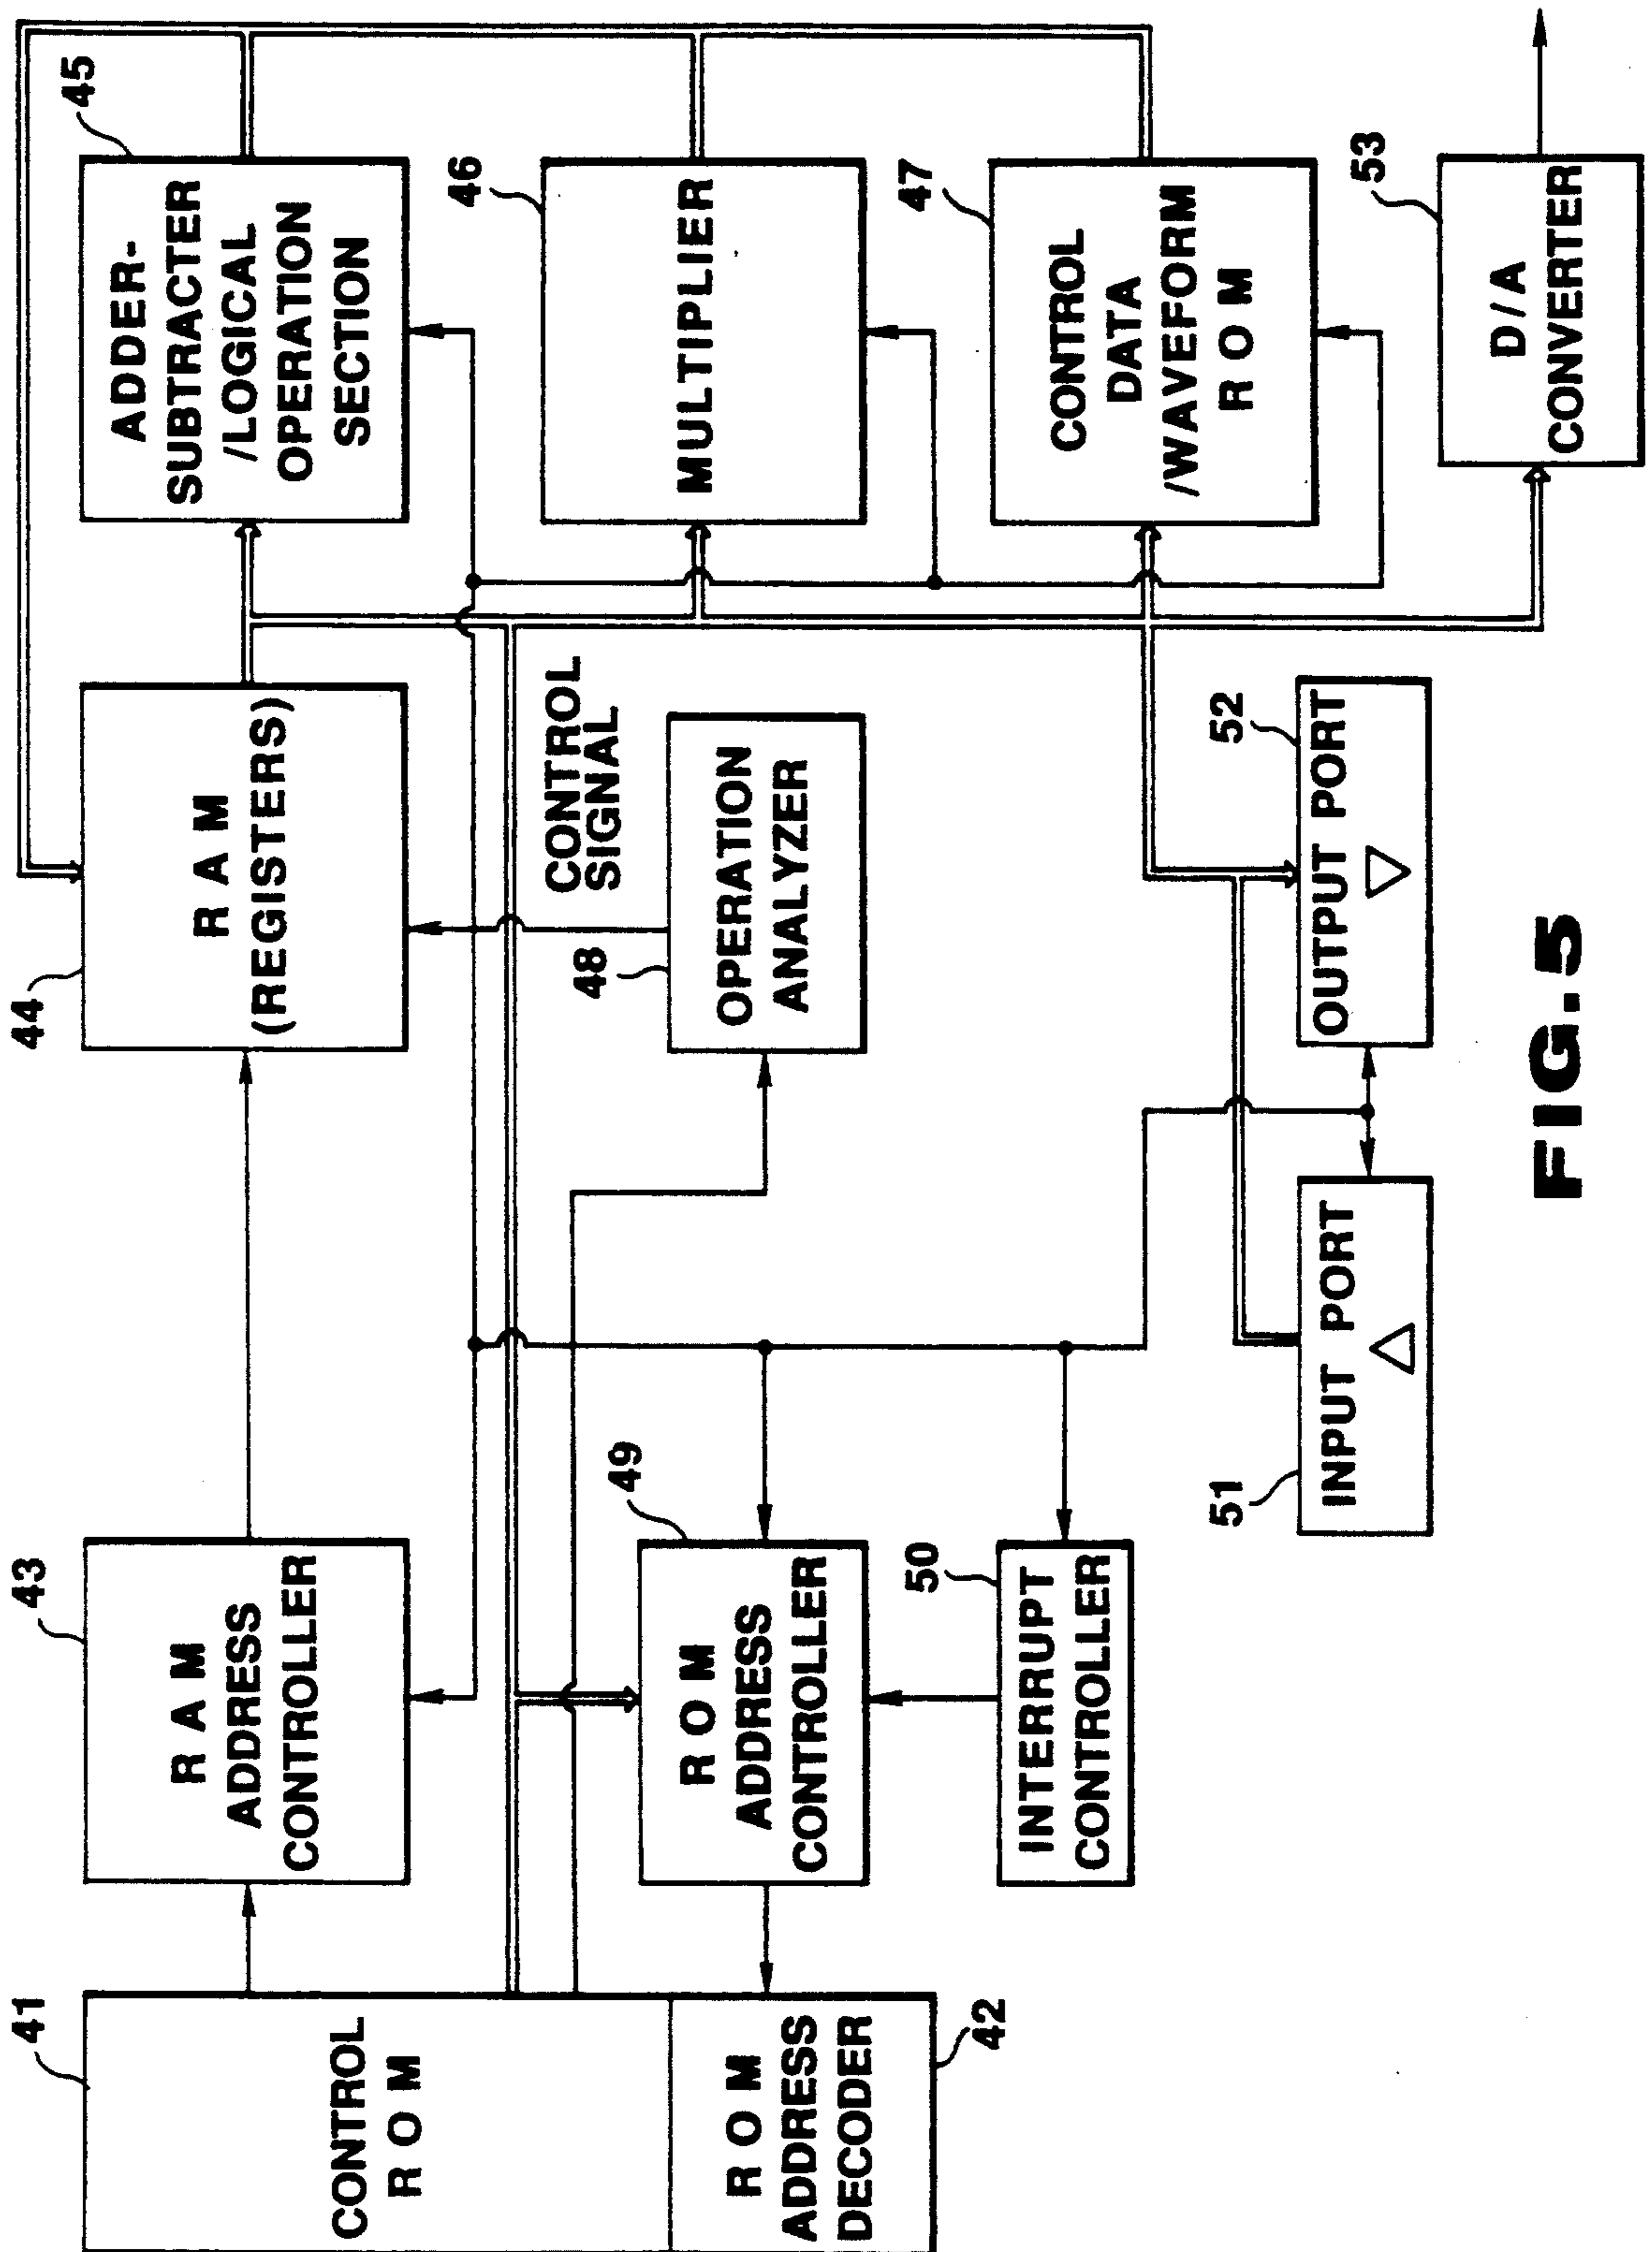 41
CONTROL
R O M
R O M
ADDRESS
DECODER
42
43
R A M
ADDRESS
CONTROLLER
49
R O M
ADDRESS
CONTROLLER
50
INTERRUPT
CONTROLLER
51
INPUT PORT
44
R A M
(REGISTERS)
CONTROL
SIGNAL
48
OPERATION
ANALYZER
52
OUTPUT PORT
45
ADDER-
SUBTRACTER
/LOGICAL
OPERATION
SECTION
46
MULTIPLIER
47
CONTROL
DATA
/WAVEFORM
R O M
53
D/A
CONVERTER
FIG.5